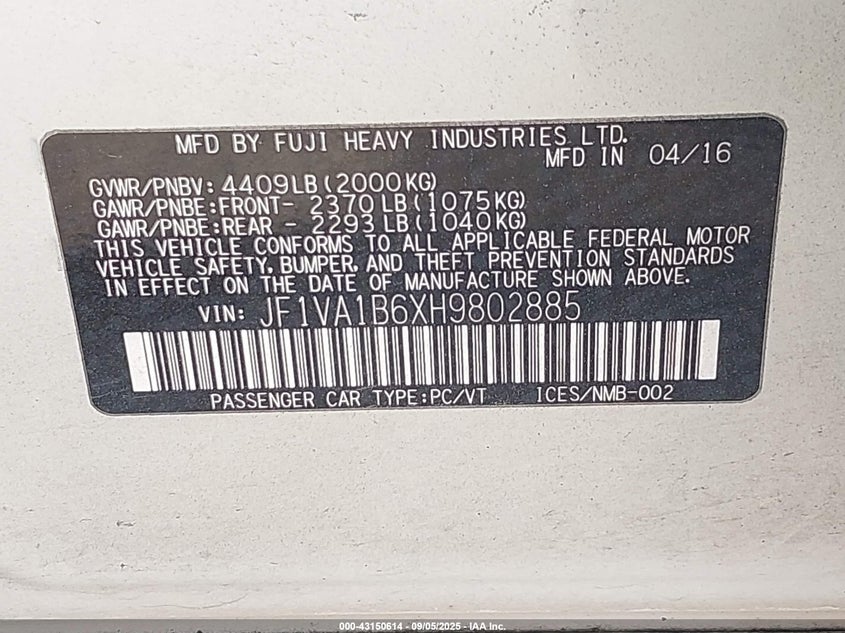 MFD BY FUJI HEAVY INDUSTRIES LTD.
MFD IN 04/16
GVWR/PNBV: 4409LB(2000KG)
GAWR/PNBE:FRONT- 2370LB(1075KG)
GAWR/PNBE:REAR - 2293LB(1040KG)
THIS VEHICLE CONFORMS TO ALL APPLICABLE FEDERAL MOTOR
VEHICLE SAFETY, BUMPER, AND THEFT PREVENTION STANDARDS
IN EFFECT ON THE DATE OF MANUFACTURE SHOWN ABOVE.
VIN: JF1VA1B6XH9802885
PASSENGER CAR TYPE:PC/VT ICES/NMB-002
000-43150614 - 09/05/2025 - IAA Inc.